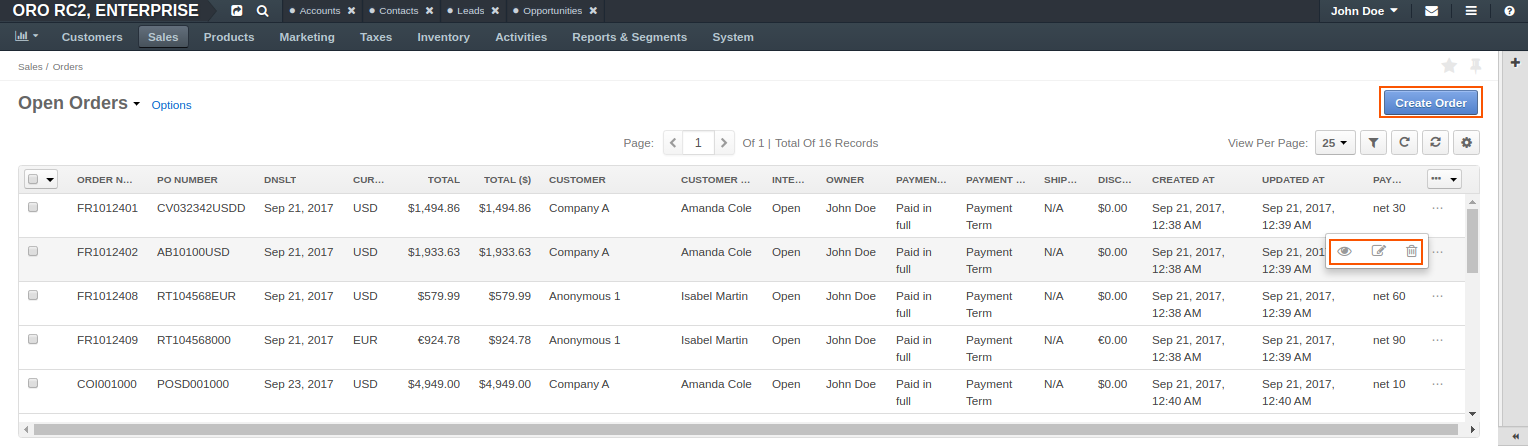 ORO RC2, ENTERPRISE Accounts Contacts Leads Opportunities John Doe
Customers Sales Products Marketing Taxes Inventory Activities Reports & Segments System
Sales / Orders
Open Orders Options Create Order
Page: 1 Of 1 | Total Of 16 Records View Per Page: 25
ORDER N... PO NUMBER DNSLT CUR... TOTAL TOTAL ($) CUSTOMER CUSTOMER ... INTE... OWNER PAYMEN... PAYMENT ... SHIP... DISC... CREATED AT UPDATED AT PAY...
FR1012401 CV032342USDD Sep 21, 2017 USD $1,494.86 $1,494.86 Company A Amanda Cole Open John Doe Paid in Payment N/A $0.00 Sep 21, 2017, Sep 21, 2017, net 30 ...
full Term 12:38 AM 12:39 AM
FR1012402 AB10100USD Sep 21, 2017 USD $1,933.63 $1,933.63 Company A Amanda Cole Open John Doe Paid in Payment N/A $0.00 Sep 21, 2017, Sep 21, 201 ...
full Term 12:38 AM 12:39 AM
FR1012408 RT104568EUR Sep 21, 2017 USD $579.99 $579.99 Anonymous 1 Isabel Martin Open John Doe Paid in Payment N/A $0.00 Sep 21, 2017, Sep 21, 2017, net 60 ...
full Term 12:38 AM 12:39 AM
FR1012409 RT104568000 Sep 21, 2017 EUR €924.78 $924.78 Anonymous 1 Isabel Martin Open John Doe Paid in Payment N/A €0.00 Sep 21, 2017, Sep 21, 2017, net 90 ...
full Term 12:38 AM 12:39 AM
COI001000 POSD001000 Sep 23, 2017 USD $4,949.00 $4,949.00 Company A Amanda Cole Open John Doe Paid in Payment N/A $0.00 Sep 21, 2017, Sep 21, 2017, net 10 ...
full Term 12:40 AM 12:40 AM